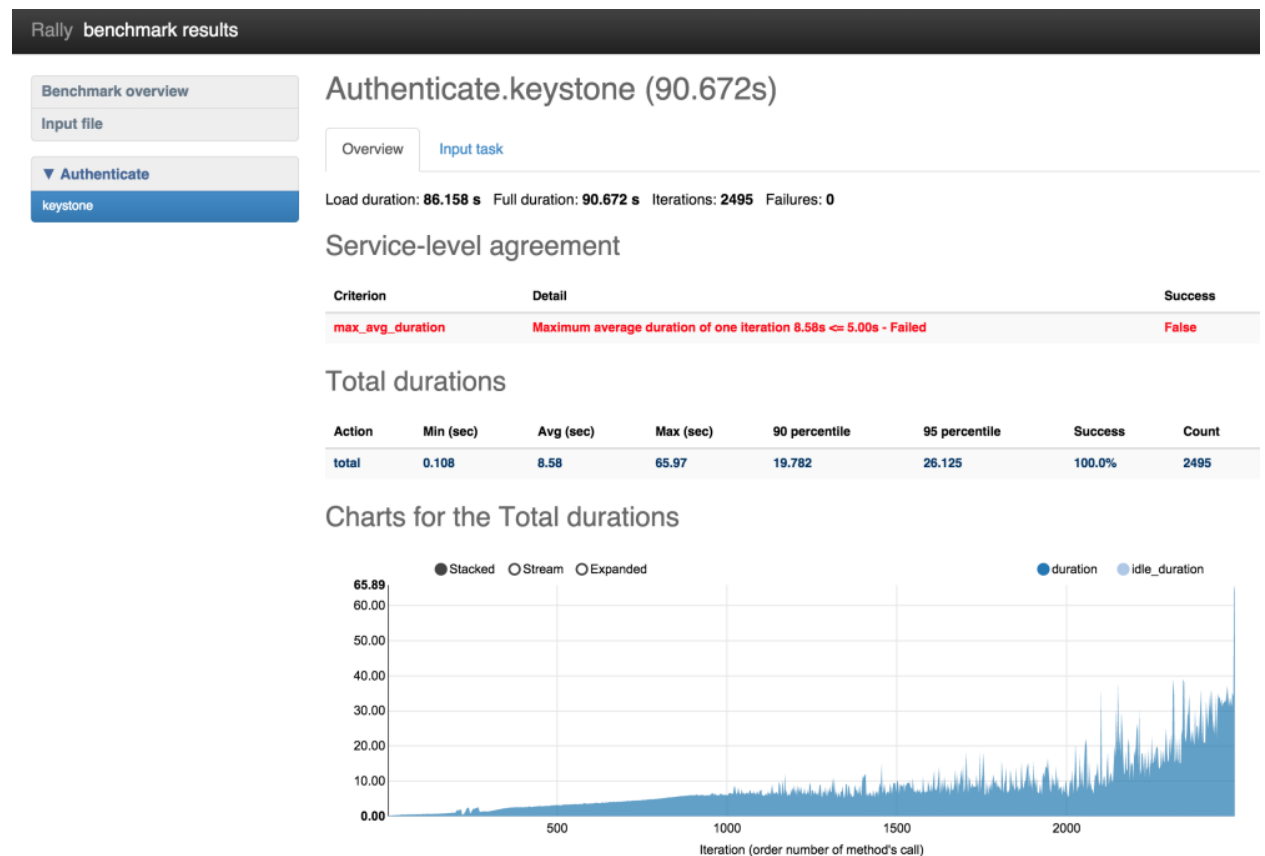 Rally benchmark results
Benchmark overview
Input file
▼ Authenticate
keystone
Authenticate.keystone (90.672s)
Overview Input task
Load duration: 86.158 s Full duration: 90.672 s Iterations: 2495 Failures: 0
Service-level agreement
Criterion Detail Success
max_avg_duration Maximum average duration of one iteration 8.58s <= 5.00s - Failed False
Total durations
Action Min (sec) Avg (sec) Max (sec) 90 percentile 95 percentile Success Count
total 0.108 8.58 65.97 19.782 26.125 100.0% 2495
Charts for the Total durations
Stacked Stream Expanded duration idle_duration
65.89
60.00
50.00
40.00
30.00
20.00
10.00
0.00
500 1000 1500 2000
Iteration (order number of method's call)